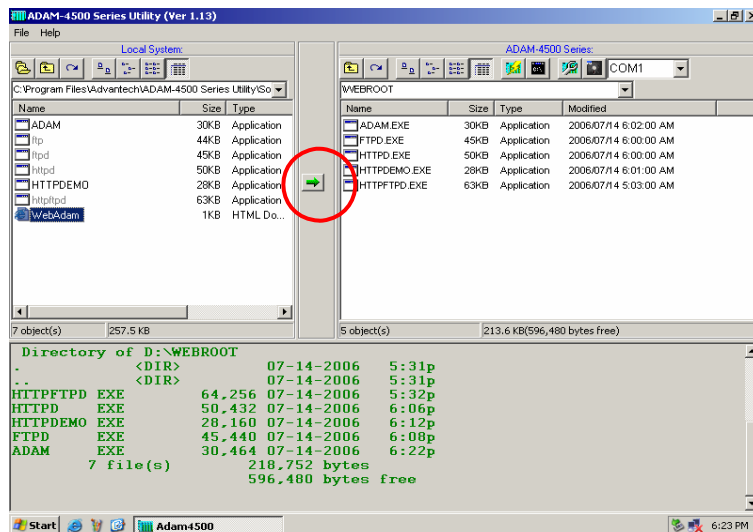 ADAM-4500 Series Utility (Ver 1.13)
File Help
Local System:
ADAM-4500 Series:
COM1
C:\Program Files\Advantech\ADAM-4500 Series Utility\So
\WEBROOT
Name Size Type
Name Size Type Modified
ADAM 30KB Application
ADAM.EXE 30KB Application 2006/07/14 6:02:00 AM
ftp 44KB Application
FTPD.EXE 45KB Application 2006/07/14 6:00:00 AM
ftpd 45KB Application
HTTPD.EXE 50KB Application 2006/07/14 6:00:00 AM
httpd 50KB Application
HTTPDEMO.EXE 28KB Application 2006/07/14 6:01:00 AM
HTTPDEMO 28KB Application
HTTPFTPD.EXE 63KB Application 2006/07/14 5:03:00 AM
httpftpd 63KB Application
WebAdam 1KB HTML Do...
7 object(s) 257.5 KB
5 object(s) 213.6 KB(596,480 bytes free)
Directory of D:\WEBROOT
. <DIR> 07-14-2006 5:31p
.. <DIR> 07-14-2006 5:31p
HTTPFTPD EXE 64,256 07-14-2006 5:32p
HTTPD EXE 50,432 07-14-2006 6:06p
HTTPDEMO EXE 28,160 07-14-2006 6:12p
FTPD EXE 45,440 07-14-2006 6:08p
ADAM EXE 30,464 07-14-2006 6:22p
7 file(s) 218,752 bytes
596,480 bytes free
Start Adam4500 6:23 PM